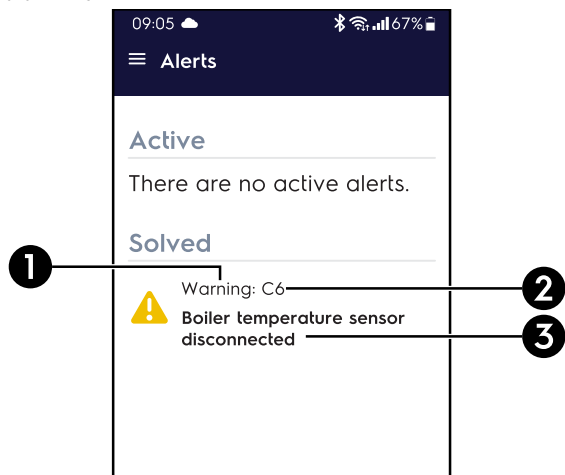 09:05 67%
Alerts
Active
There are no active alerts.
Solved
1
Warning: C6
2
Boiler temperature sensor
disconnected
3